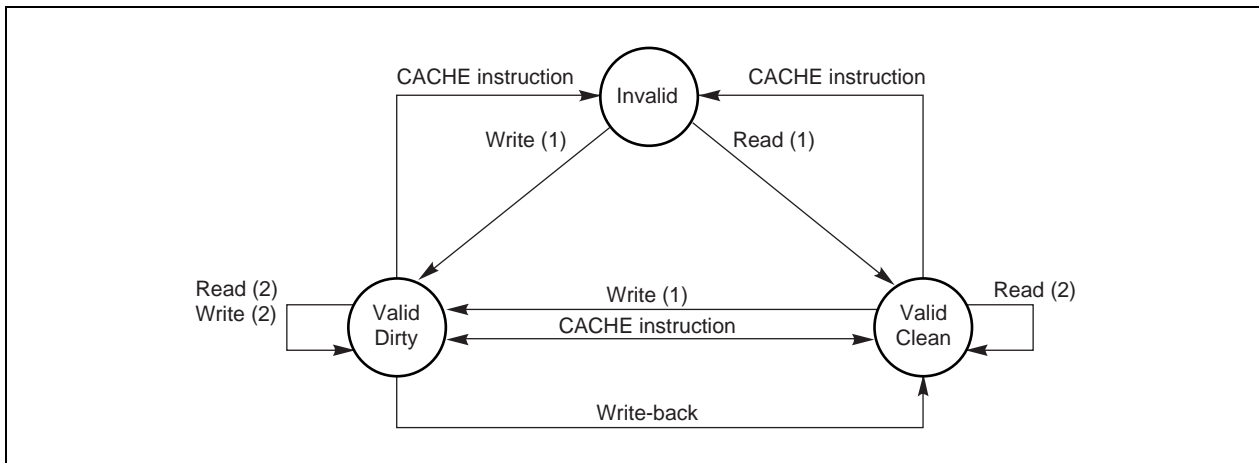 CACHE instruction
CACHE instruction
Invalid
Write (1)
Read (1)
Read (2)
Write (2)
Valid
Dirty
Write (1)
CACHE instruction
Valid
Clean
Read (2)
Write-back